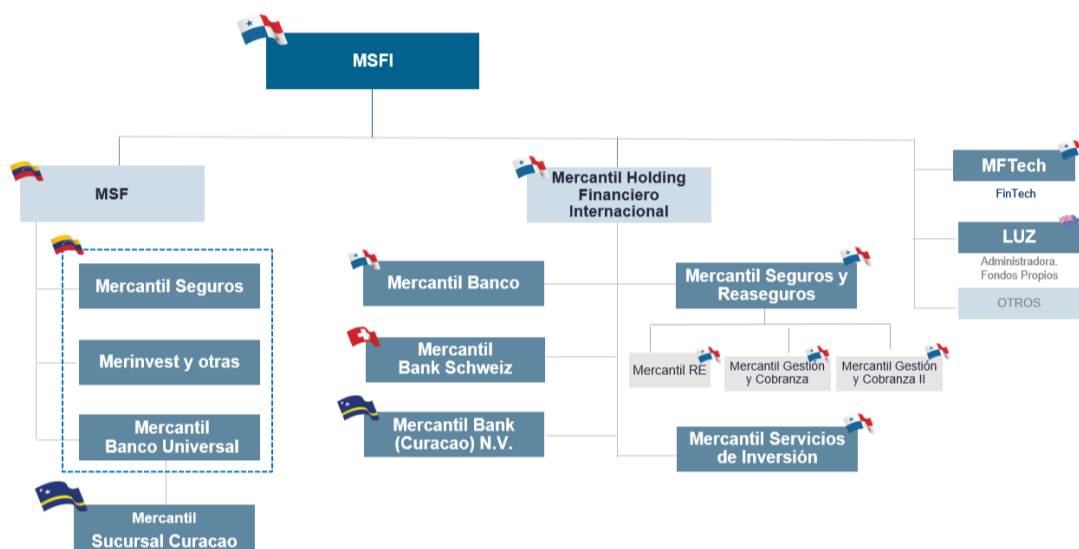 MSFI
MSF
Mercantil Holding
Financiero
Internacional
MFTech
FinTech
LUZ
Administradora.
Fondos Propios
OTROS
Mercantil Seguros
Merinvest y otras
Mercantil
Banco Universal
Mercantil
Sucursal Curacao
Mercantil Banco
Mercantil
Bank Schweiz
Mercantil Bank
(Curacao) N.V.
Mercantil Seguros y
Reaseguros
Mercantil RE
Mercantil Gestión
y Cobranza
Mercantil Gestión
y Cobranza II
Mercantil Servicios
de Inversión